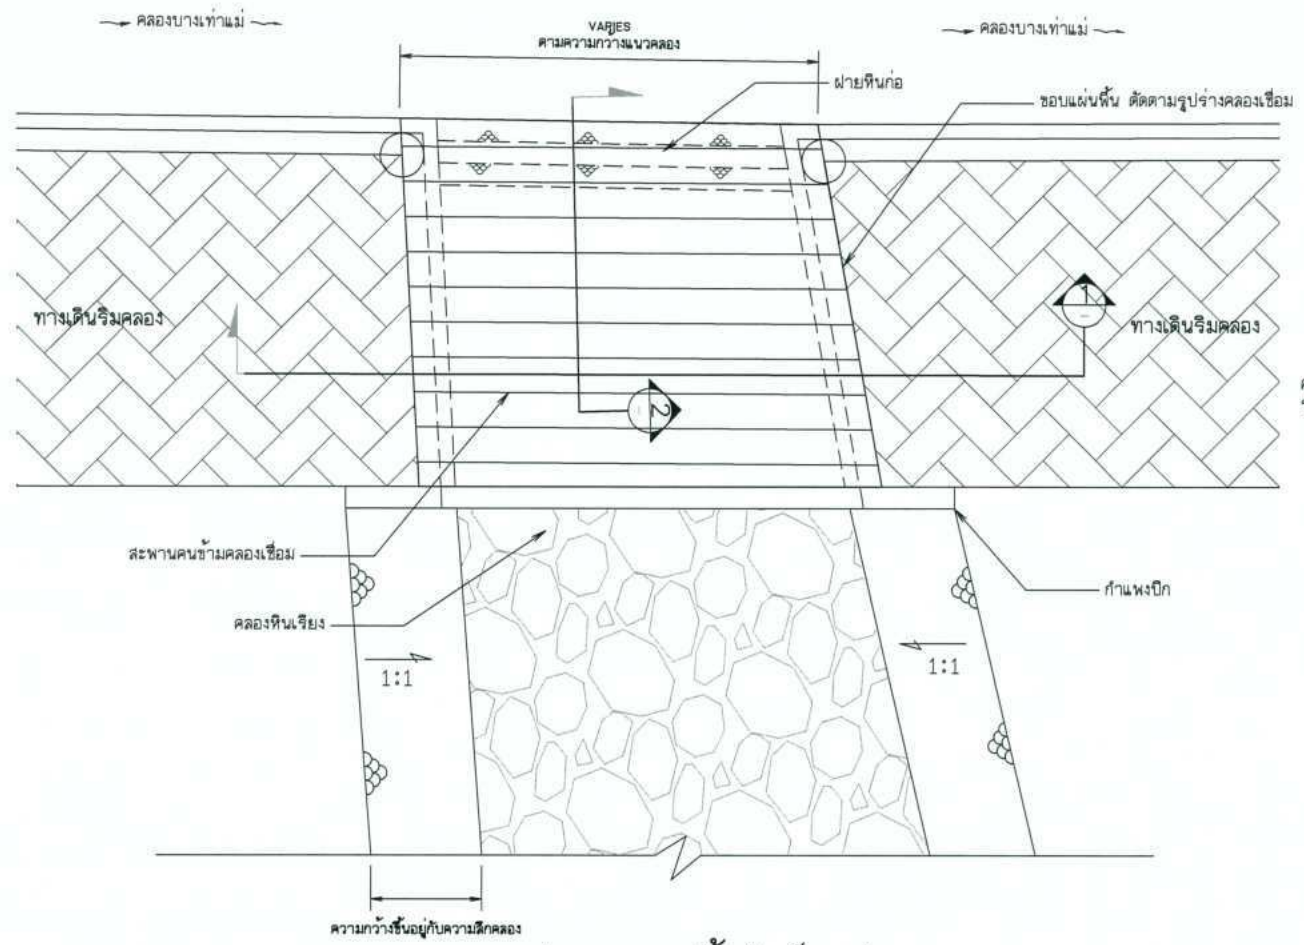 คลองบางเท่าแม่
VARIES
ตามความกว้างแนวคลอง
คลองบางเท่าแม่
ฝายหินก่อ
ขอบแผ่นพื้น ตัดตามรูปร่างคลองเชื่อม
ทางเดินริมคลอง
1
ทางเดินริมคลอง
2
สะพานคนข้ามคลองเชื่อม
กำแพงปีก
คลองหินเรียง
1:1
1:1
ความกว้างขึ้นอยู่กับความลึกคลอง